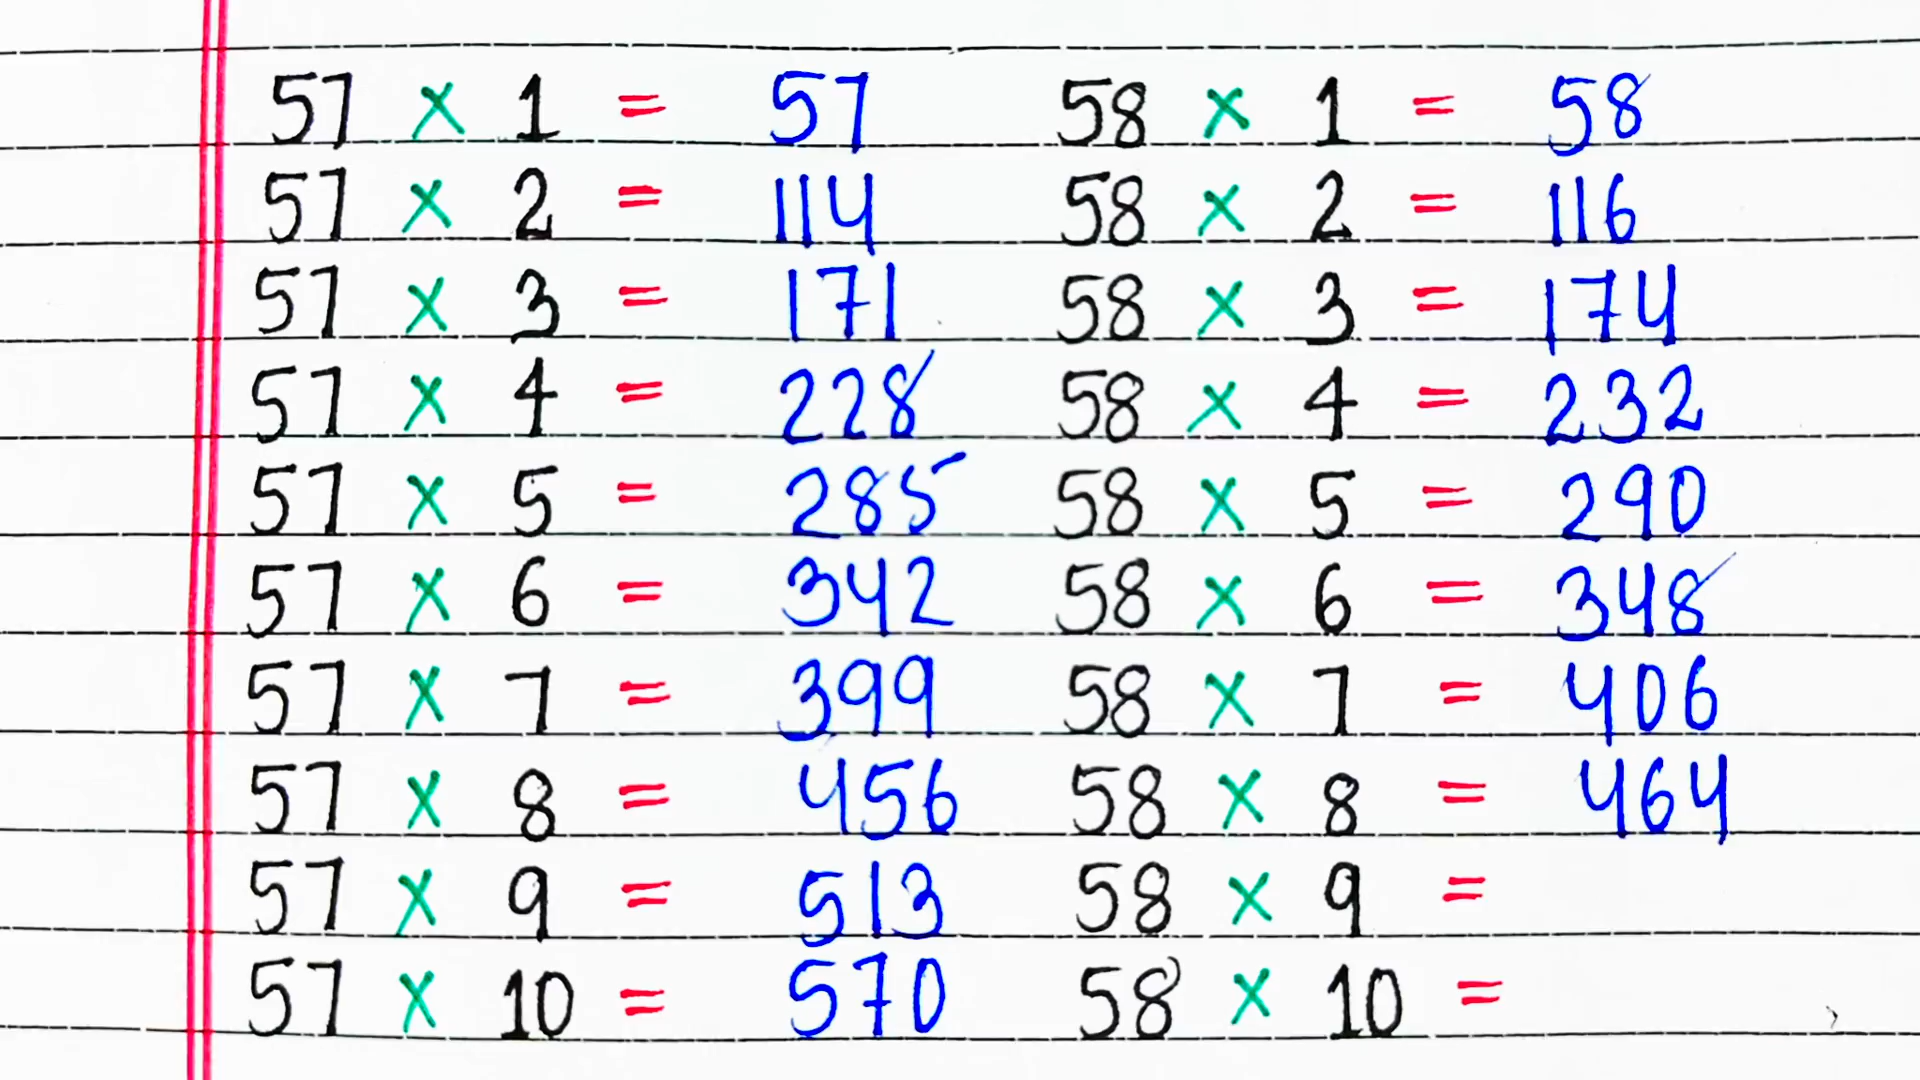 57 × 1 = 57 58 × 1 = 58
57 × 2 = 114 58 × 2 = 116
57 × 3 = 171 58 × 3 = 174
57 × 4 = 228 58 × 4 = 232
57 × 5 = 285 58 × 5 = 290
57 × 6 = 342 58 × 6 = 348
57 × 7 = 399 58 × 7 = 406
57 × 8 = 456 58 × 8 = 464
57 × 9 = 513 58 × 9 =
57 × 10 = 570 58 × 10 =